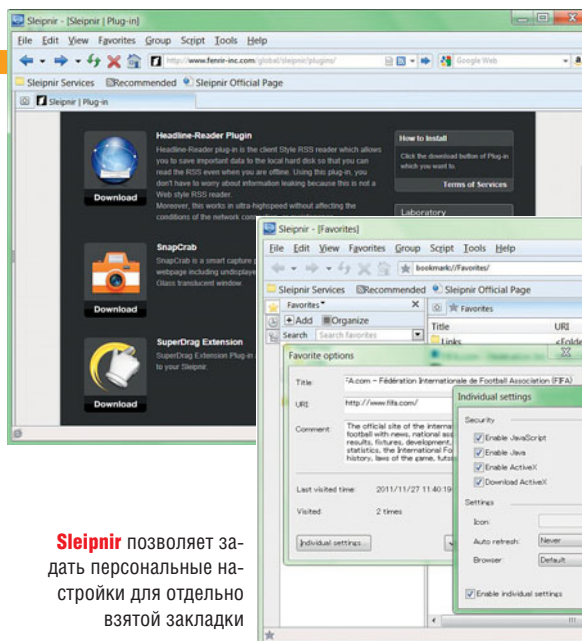 Sleipnir - [Sleipnir | Plug-in]
File Edit View Favorites Group Script Tools Help
http://www.fenrir-inc.com/global/sleipnir/plugins/
Google Web
Sleipnir Services Recommended Sleipnir Official Page
Sleipnir | Plug-in
Headline-Reader Plugin
Headline-Reader plug-in is the client Style RSS reader which allows
you to save important data to the local hard disk so that you can
read the RSS even when you are offline. Using this plug-in, you
don't have to worry about information leaking because this is not a
Web style RSS reader.
Moreover, this works in ultra-highspeed without affecting the
conditions of the network
Download
How to Install
Click the download button of Plug-in
which you want to.
Terms of Services
Laboratory
SnapCrab
SnapCrab is a smart capture
webpage including
Glass translucent window
Download
SuperDrag Extension
SuperDrag Extension Plug-in
to your Sleipnir.
Download
Sleipnir - [Favorites]
File Edit View Favorites Group Script Tools Help
bookmark://Favorites/
Sleipnir Services Recommended Sleipnir Official Page
Favorites
Favorites
Add Organize
Search Search favorites
Title URI
Links
Favorite options
Title: FA.com - Fédération Internationale de Football Association (FIFA)
URI: http://www.fifa.com/
Comment: The official site of the
football with news, national
results, fixtures, development,
statistics, the International
history, laws of the game,
Last visited time: 2011/11/27 11:40:19
Visited: 2 times
Individual settings...
Individual settings
Security
Enable JavaScript
Enable Java
Enable ActiveX
Download ActiveX
Settings
Icon:
Auto refresh: Never
Browser: Default
Enable individual settings
Sleipnir позволяет за-
дать персональные на-
стройки для отдельно
взятой закладки